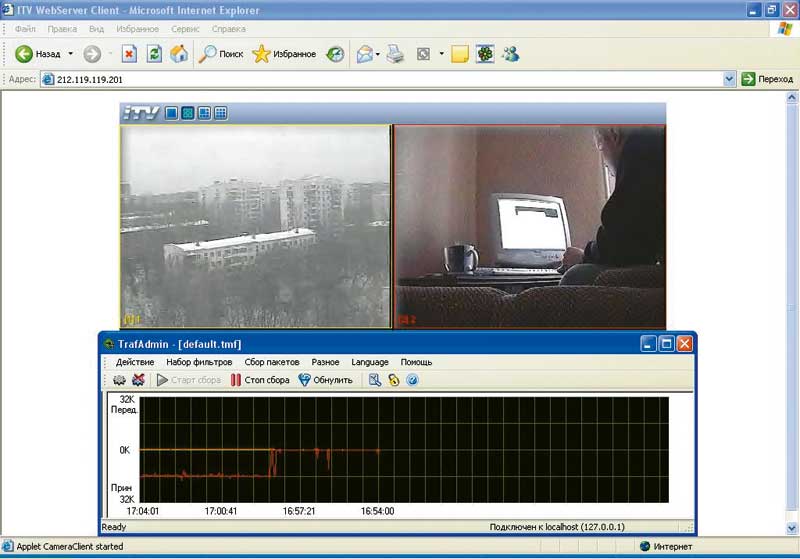 ITV WebServer Client - Microsoft Internet Explorer
Файл Правка Вид Избранное Сервис Справка
Назад Поиск Избранное
Адрес: 212.119.119.201 Переход
iTV
TrafAdmin - [default.tmf]
Действие Набор фильтров Сбор пакетов Разное Language Помощь
Старт сбора Стоп сбора Обнулить
32K
Перед.
0K
Прин
32K
17:04:01 17:00:41 16:57:21 16:54:00
Ready Подключен к localhost (127.0.0.1)
Applet CameraClient started Интернет